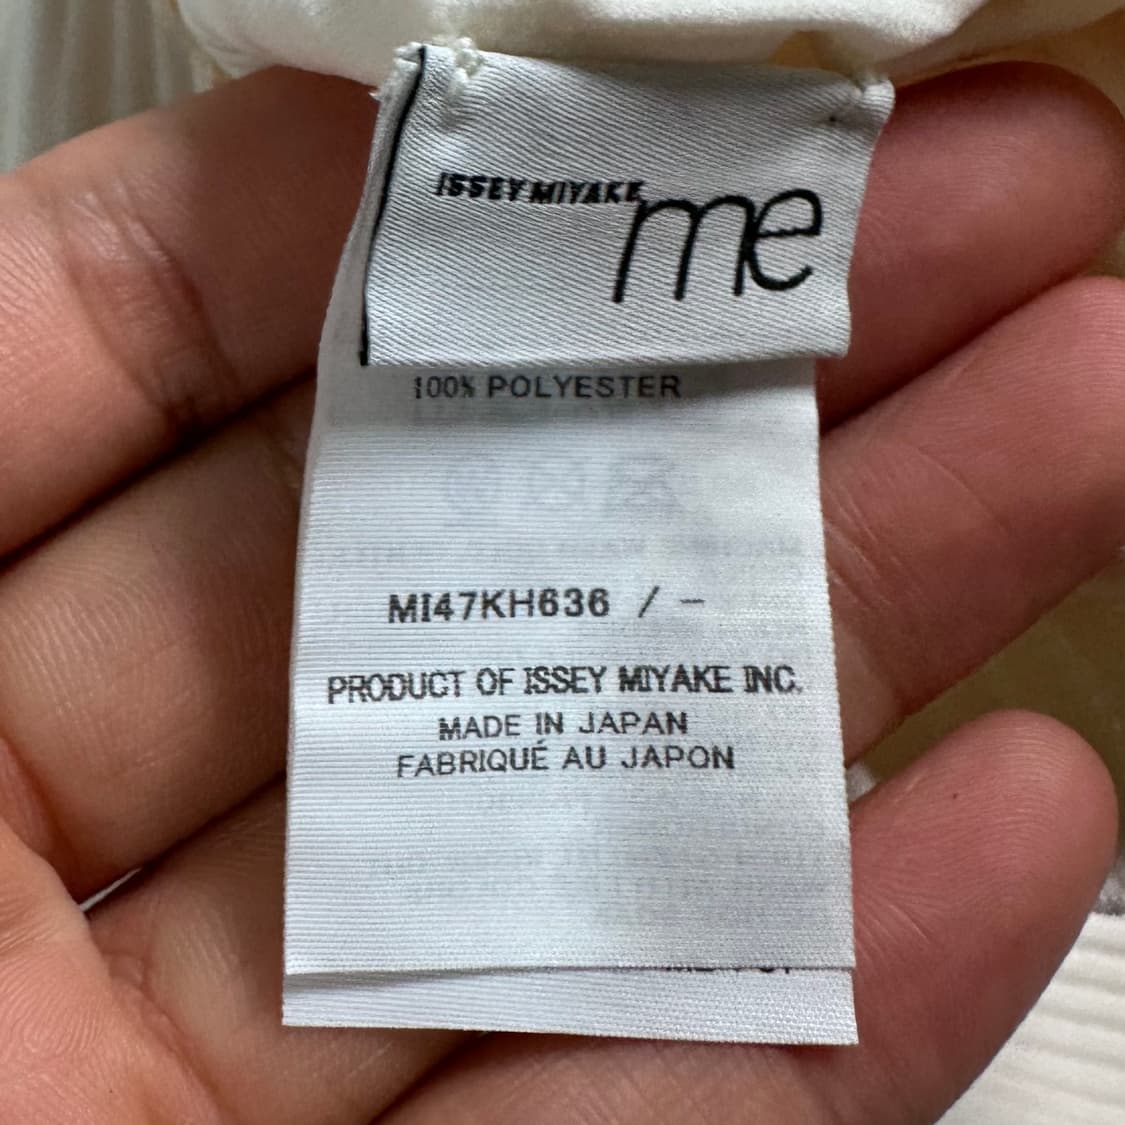 ISSEY MIYAKE
me
100% POLYESTER
MI47KH636 / -
PRODUCT OF ISSEY MIYAKE INC.
MADE IN JAPAN
FABRIQUÉ AU JAPON